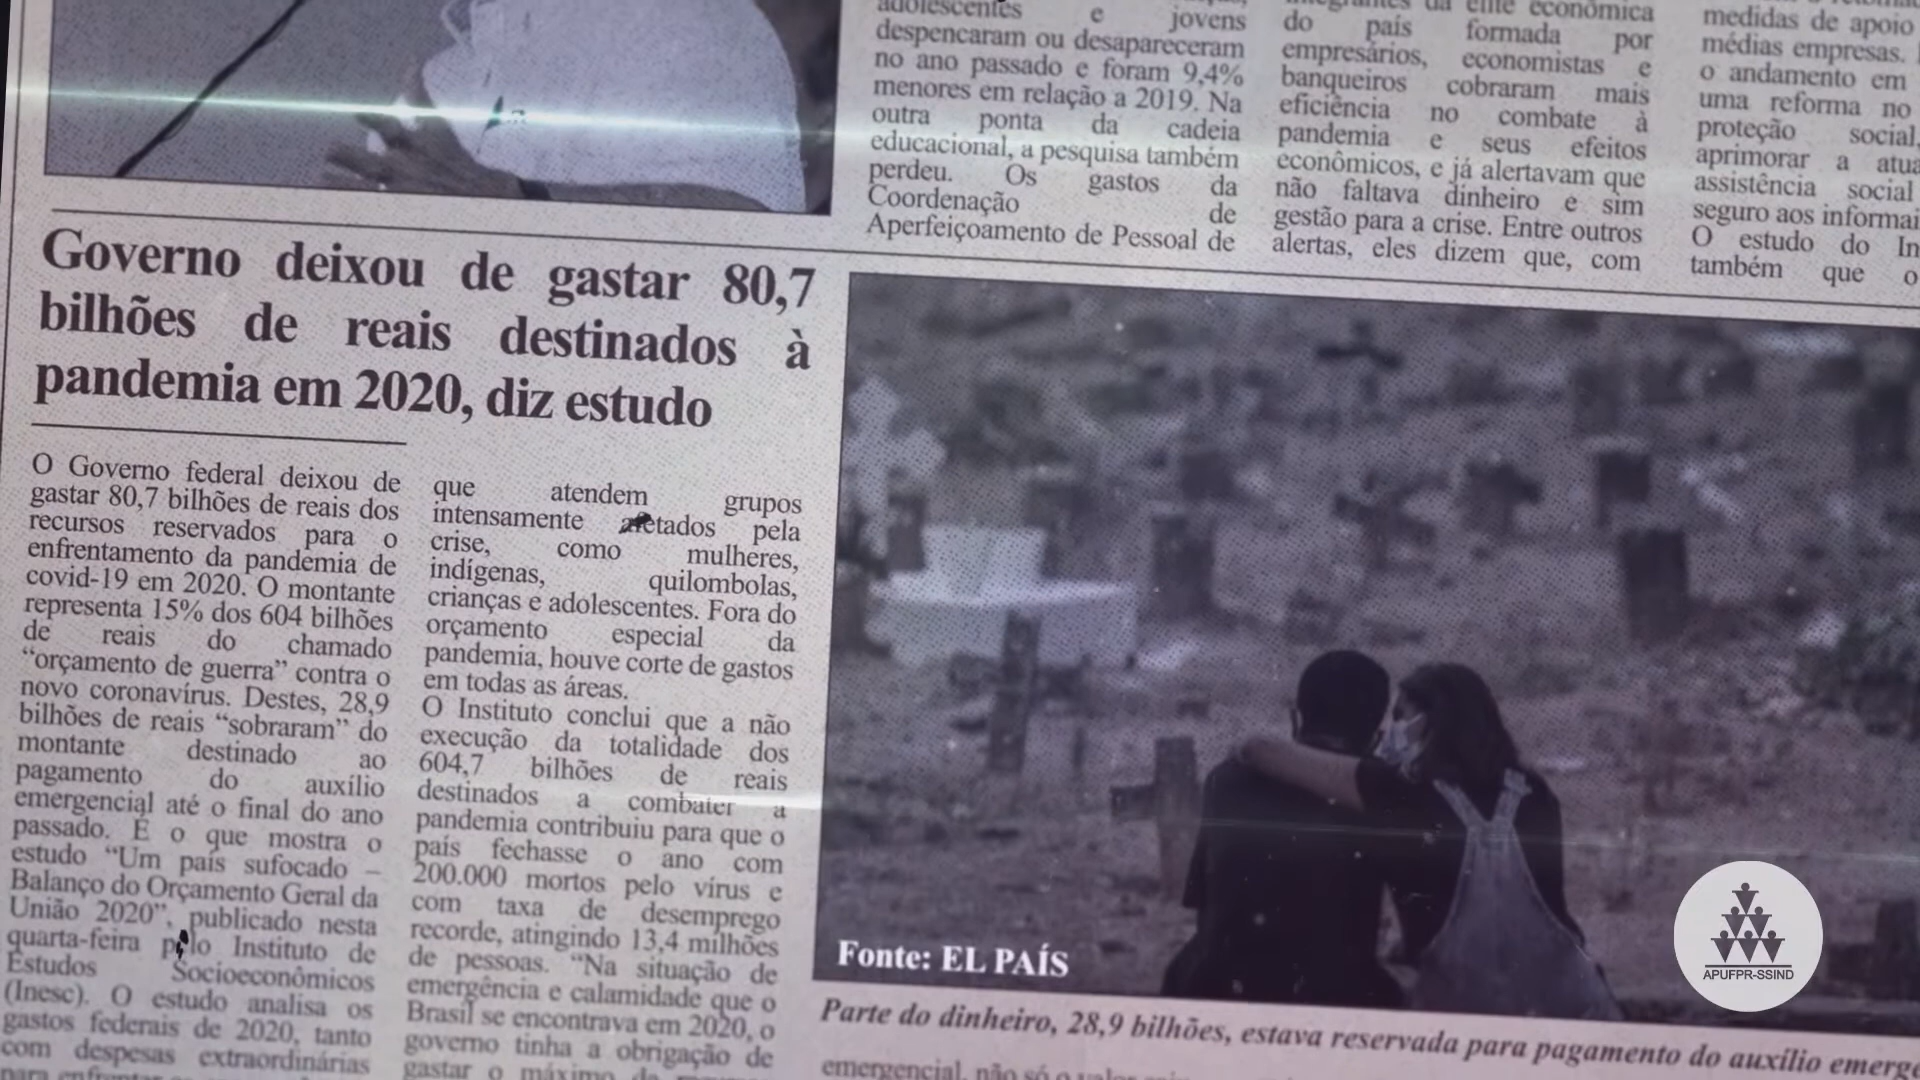 adolescentes e jovens
despencaram ou desapareceram
no ano passado e foram 9,4%
menores em relação a 2019. Na
outra ponta da cadeia
educacional, a pesquisa também
perdeu. Os gastos da
Coordenação de
Aperfeiçoamento de Pessoal de
integrantes da elite econômica
do país formada por
empresários, economistas e
banqueiros cobraram mais
eficiência no combate à
pandemia e seus efeitos
econômicos, e já alertavam que
não faltava dinheiro e sim
gestão para a crise. Entre outros
alertas, eles dizem que, com
medidas de apoio
médias empresas.
o andamento em
uma reforma no
proteção social,
aprimorar a
assistência social
seguro aos
O estudo do
também que o
Governo deixou de gastar 80,7
bilhões de reais destinados à
pandemia em 2020, diz estudo
O Governo federal deixou de
gastar 80,7 bilhões de reais dos
recursos reservados para o
enfrentamento da pandemia de
covid-19 em 2020. O montante
representa 15% dos 604 bilhões
de reais do chamado
“orçamento de guerra” contra o
novo coronavírus. Destes, 28,9
bilhões de reais “sobraram” do
montante destinado ao
pagamento do auxílio
emergencial até o final do ano
passado. É o que mostra o
estudo “Um país sufocado –
Balanço do Orçamento Geral da
União 2020”, publicado nesta
quarta-feira pelo Instituto de
Estudos Socioeconômicos
(Inesc). O estudo analisa os
gastos federais de 2020, tanto
com despesas extraordinárias
para enfrentar
que atendem grupos
intensamente afetados pela
crise, como mulheres,
indígenas, quilombolas,
crianças e adolescentes. Fora do
orçamento especial da
pandemia, houve corte de gastos
em todas as áreas.
O Instituto conclui que a não
execução da totalidade dos
604,7 bilhões de reais
destinados a combater a
pandemia contribuiu para que o
país fechasse o ano com
200.000 mortos pelo vírus e
com taxa de desemprego
recorde, atingindo 13,4 milhões
de pessoas. “Na situação de
emergência e calamidade que o
Brasil se encontrava em 2020, o
governo tinha a obrigação de
gastar o máximo de
Fonte: EL PAÍS
Parte do dinheiro, 28,9 bilhões, estava reservada para pagamento do auxílio
emergencial, não só o valor
APUFPR-SSIND